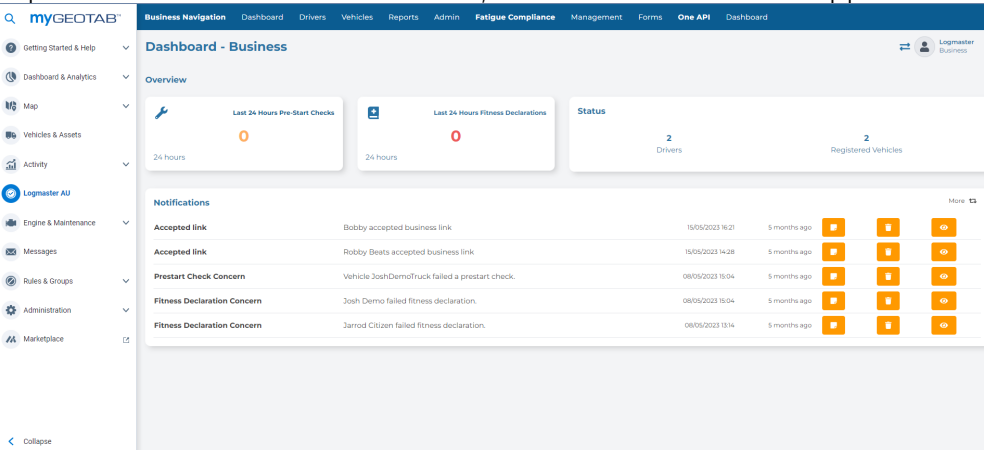 myGEOTAB™
Getting Started & Help
Dashboard & Analytics
Map
Vehicles & Assets
Activity
Logmaster AU
Engine & Maintenance
Messages
Rules & Groups
Administration
Marketplace
Collapse
Business Navigation Dashboard Drivers Vehicles Reports Admin Fatigue Compliance Management Forms One API Dashboard
Dashboard - Business
Logmaster
Business
Overview
Last 24 Hours Pre-Start Checks
0
24 hours
Last 24 Hours Fitness Declarations
0
24 hours
Status
2 2
Drivers Registered Vehicles
Notifications More
Accepted link Bobby accepted business link 15/05/2023 16:21 5 months ago
Accepted link Robby Beats accepted business link 15/05/2023 14:28 5 months ago
Prestart Check Concern Vehicle JoshDemoTruck failed a prestart check. 08/05/2023 15:04 5 months ago
Fitness Declaration Concern Josh Demo failed fitness declaration. 08/05/2023 15:04 5 months ago
Fitness Declaration Concern Jarrod Citizen failed fitness declaration. 08/05/2023 13:14 5 months ago